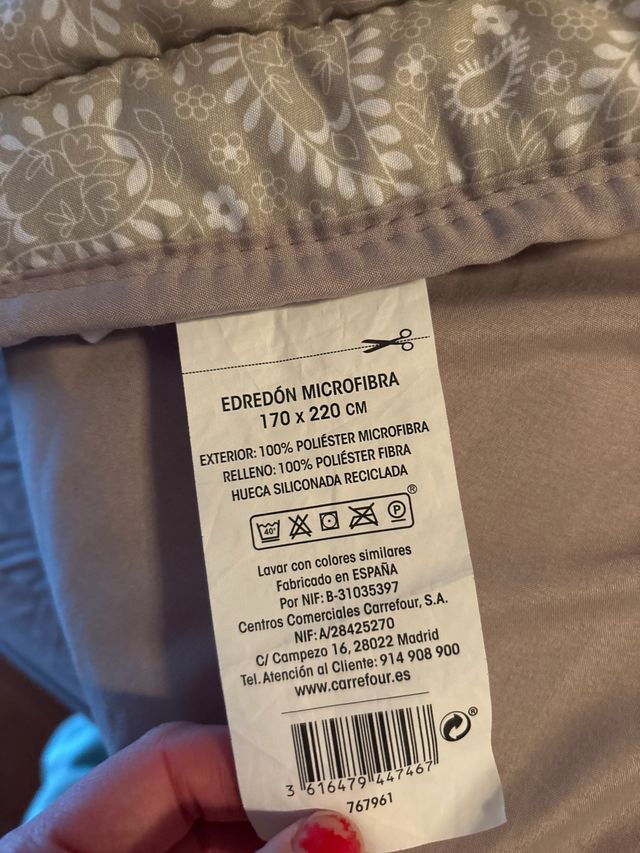 EDREDÓN MICROFIBRA
170 x 220 CM
EXTERIOR: 100% POLIÉSTER MICROFIBRA
RELLENO: 100% POLIÉSTER FIBRA
HUECA SILICONADA RECICLADA
®
40° P
Lavar con colores similares
Fabricado en ESPAÑA
Por NIF: B-31035397
Centros Comerciales Carrefour, S.A.
NIF: A/28425270
C/ Campezo 16, 28022 Madrid
Tel. Atención al Cliente: 914 908 900
www.carrefour.es
®
3 616479 447467
767961